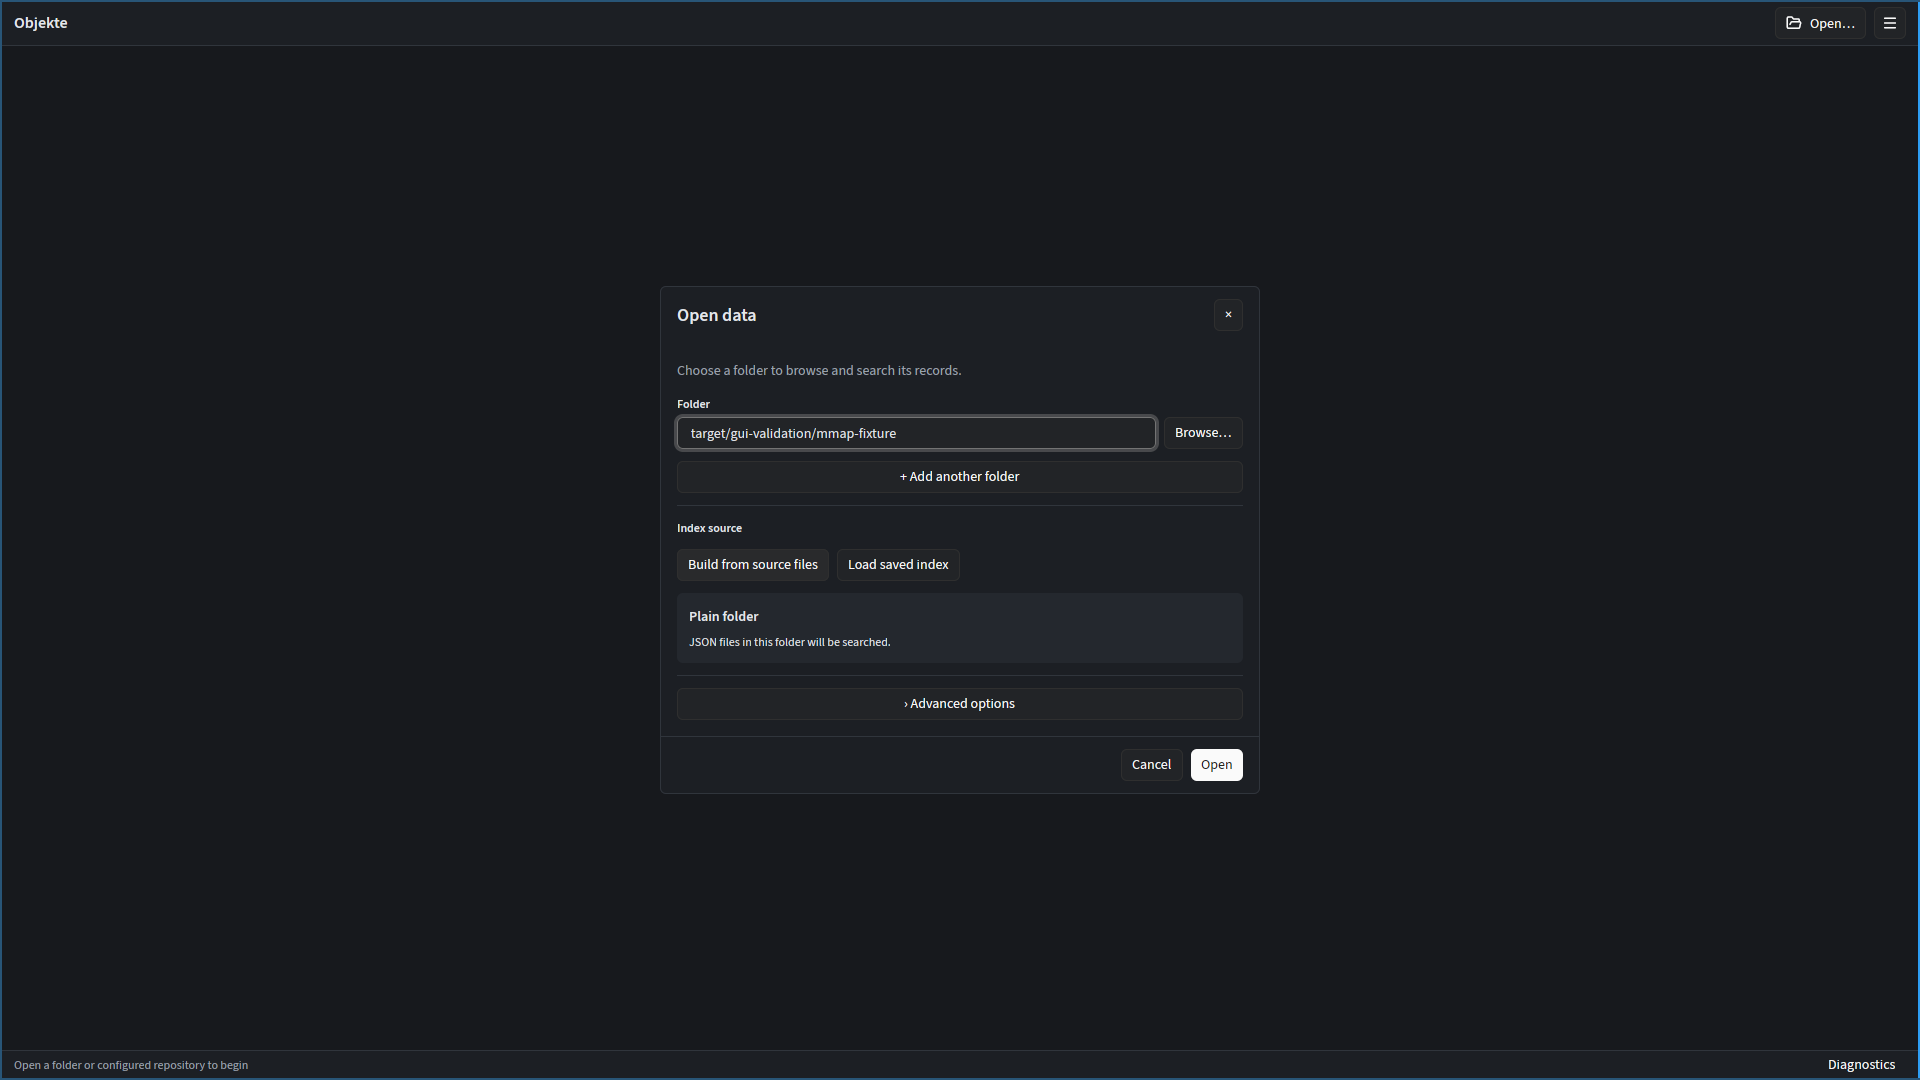 Objekte
Open…
Open data
×
Choose a folder to browse and search its records.
Folder
target/gui-validation/mmap-fixture
Browse…
+ Add another folder
Index source
Build from source files
Load saved index
Plain folder
JSON files in this folder will be searched.
› Advanced options
Cancel
Open
Open a folder or configured repository to begin
Diagnostics